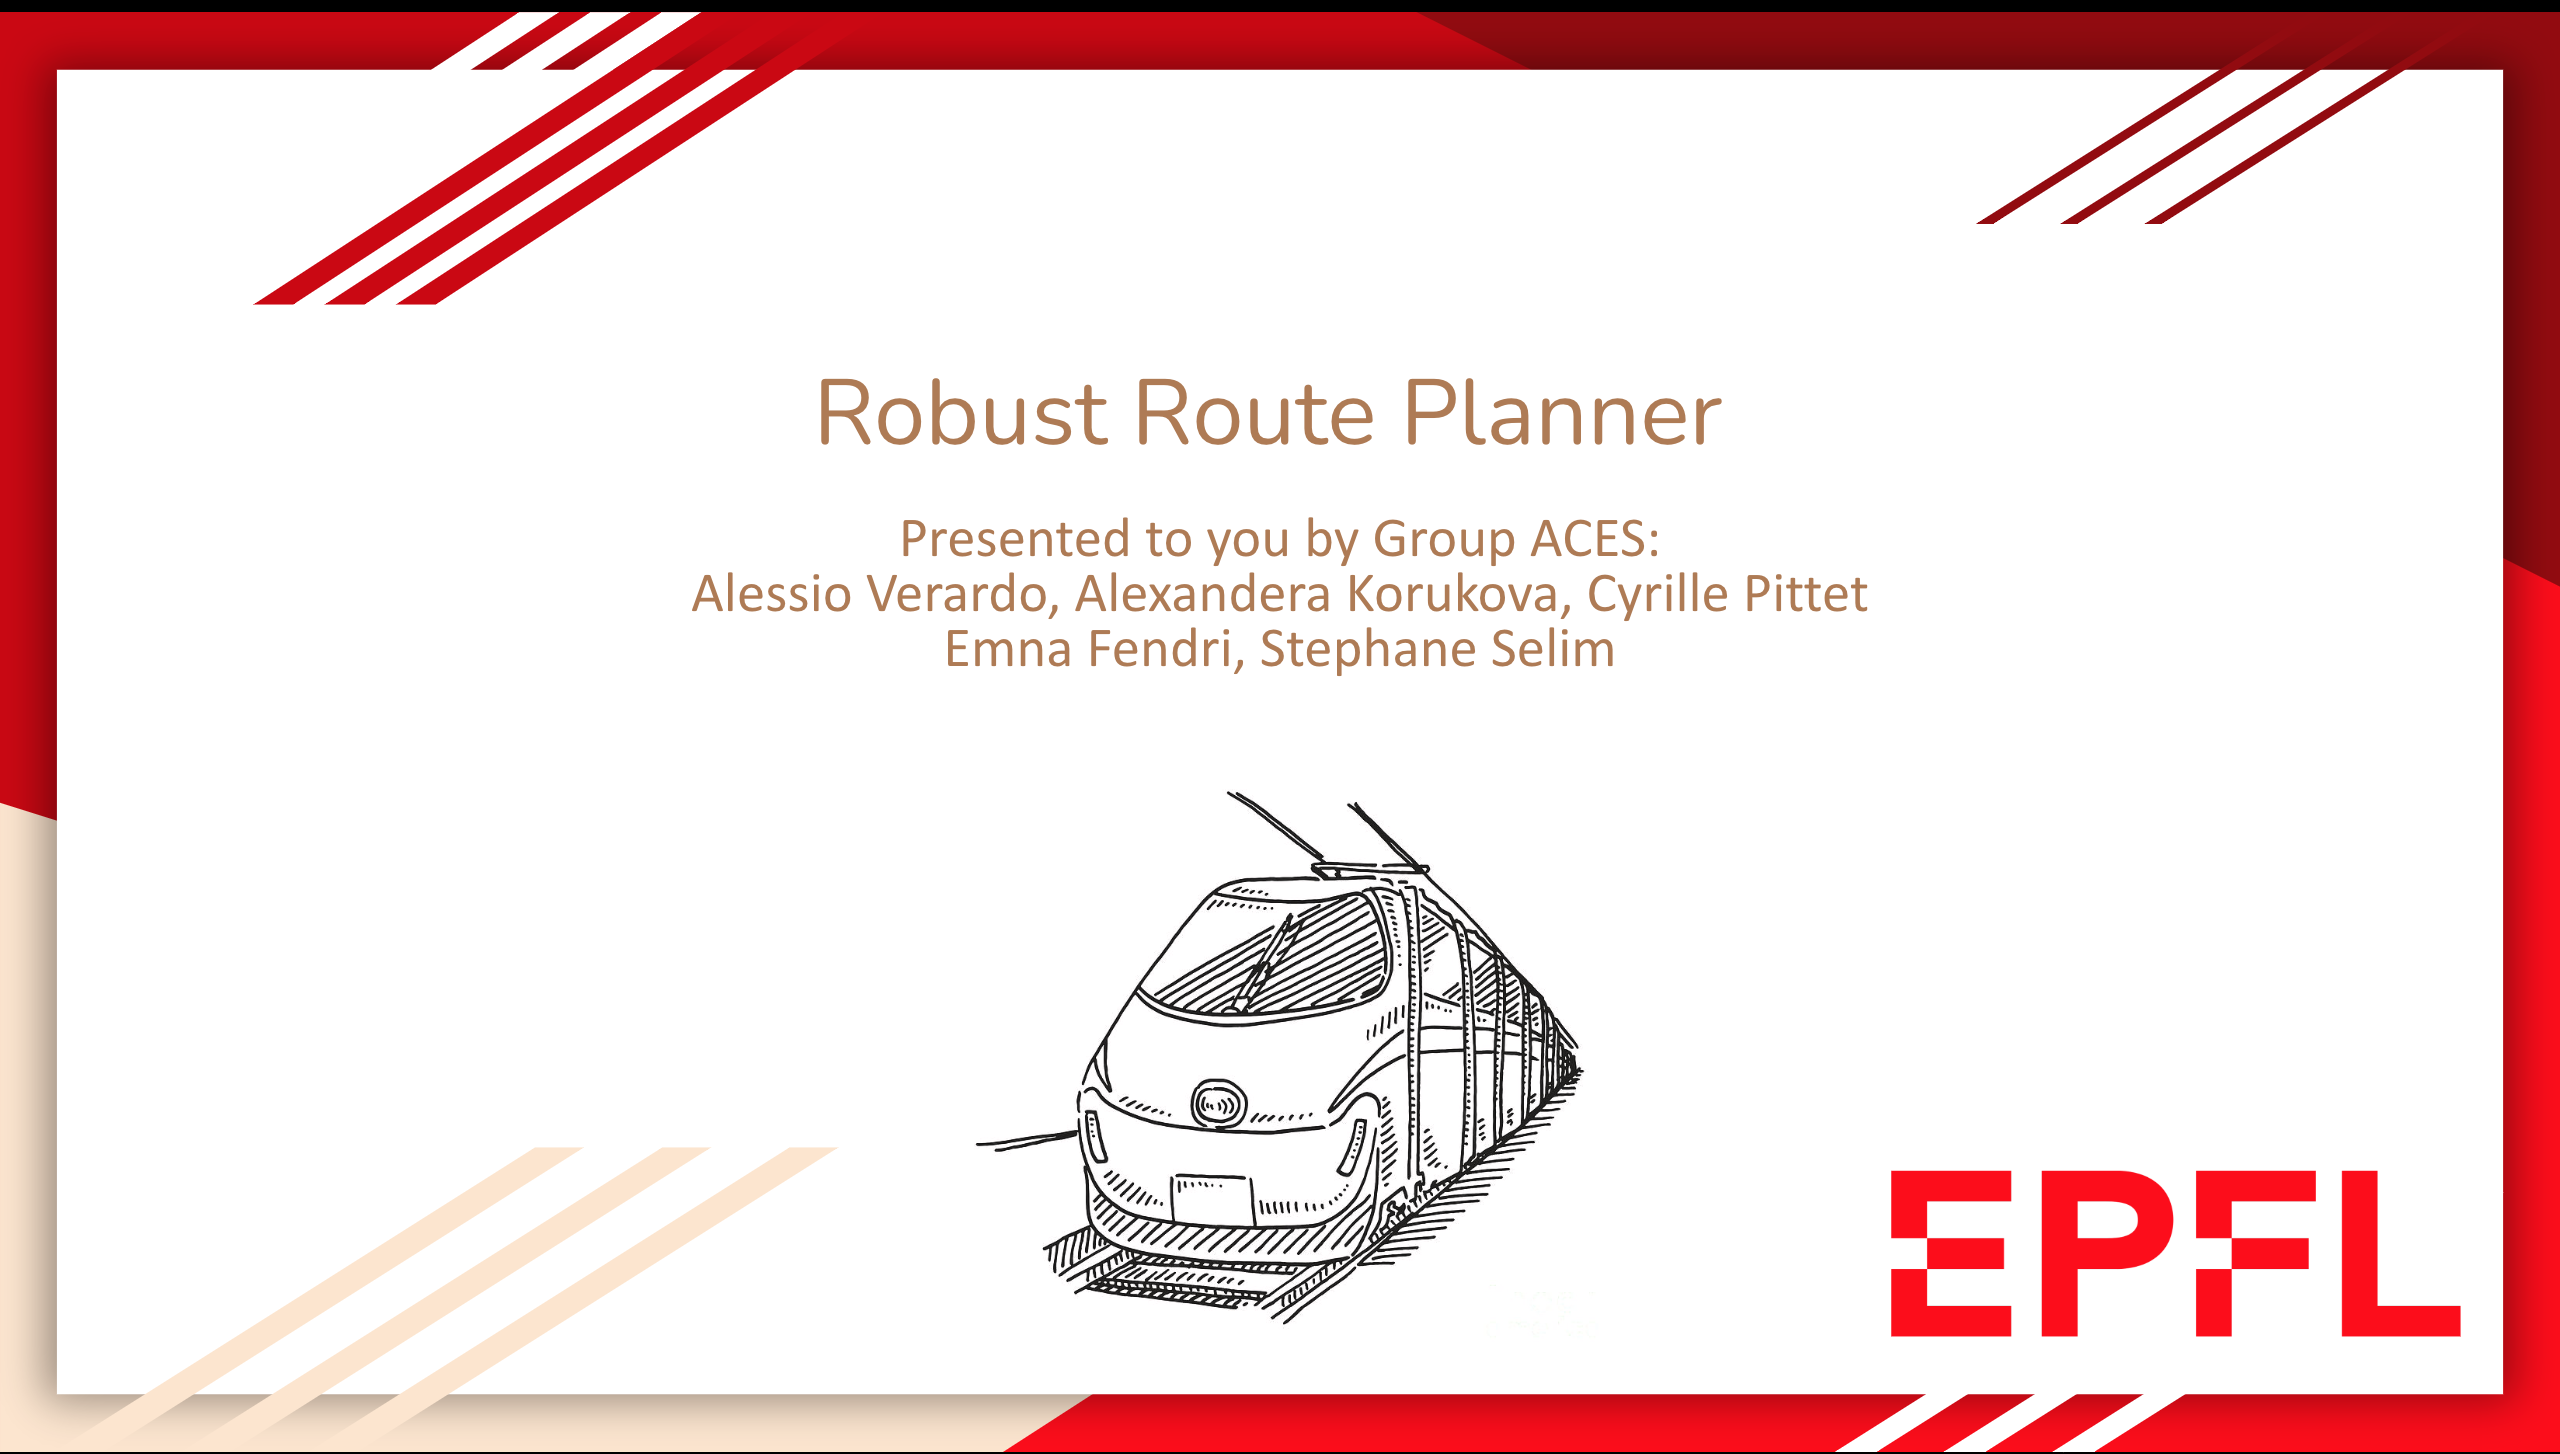 Robust Route Planner
Presented to you by Group ACES:
Alessio Verardo, Alexandera Korukova, Cyrille Pittet
Emna Fendri, Stephane Selim
EPFL